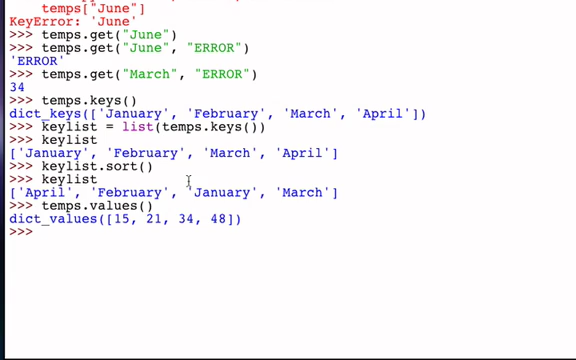 temps["June"]
KeyError: 'June'
>>> temps.get("June")
>>> temps.get("June", "ERROR")
'ERROR'
>>> temps.get("March", "ERROR")
34
>>> temps.keys()
dict_keys(['January', 'February', 'March', 'April'])
>>> keylist = list(temps.keys())
>>> keylist
['January', 'February', 'March', 'April']
>>> keylist.sort()
>>> keylist
['April', 'February', 'January', 'March']
>>> temps.values()
dict_values([15, 21, 34, 48])
>>>